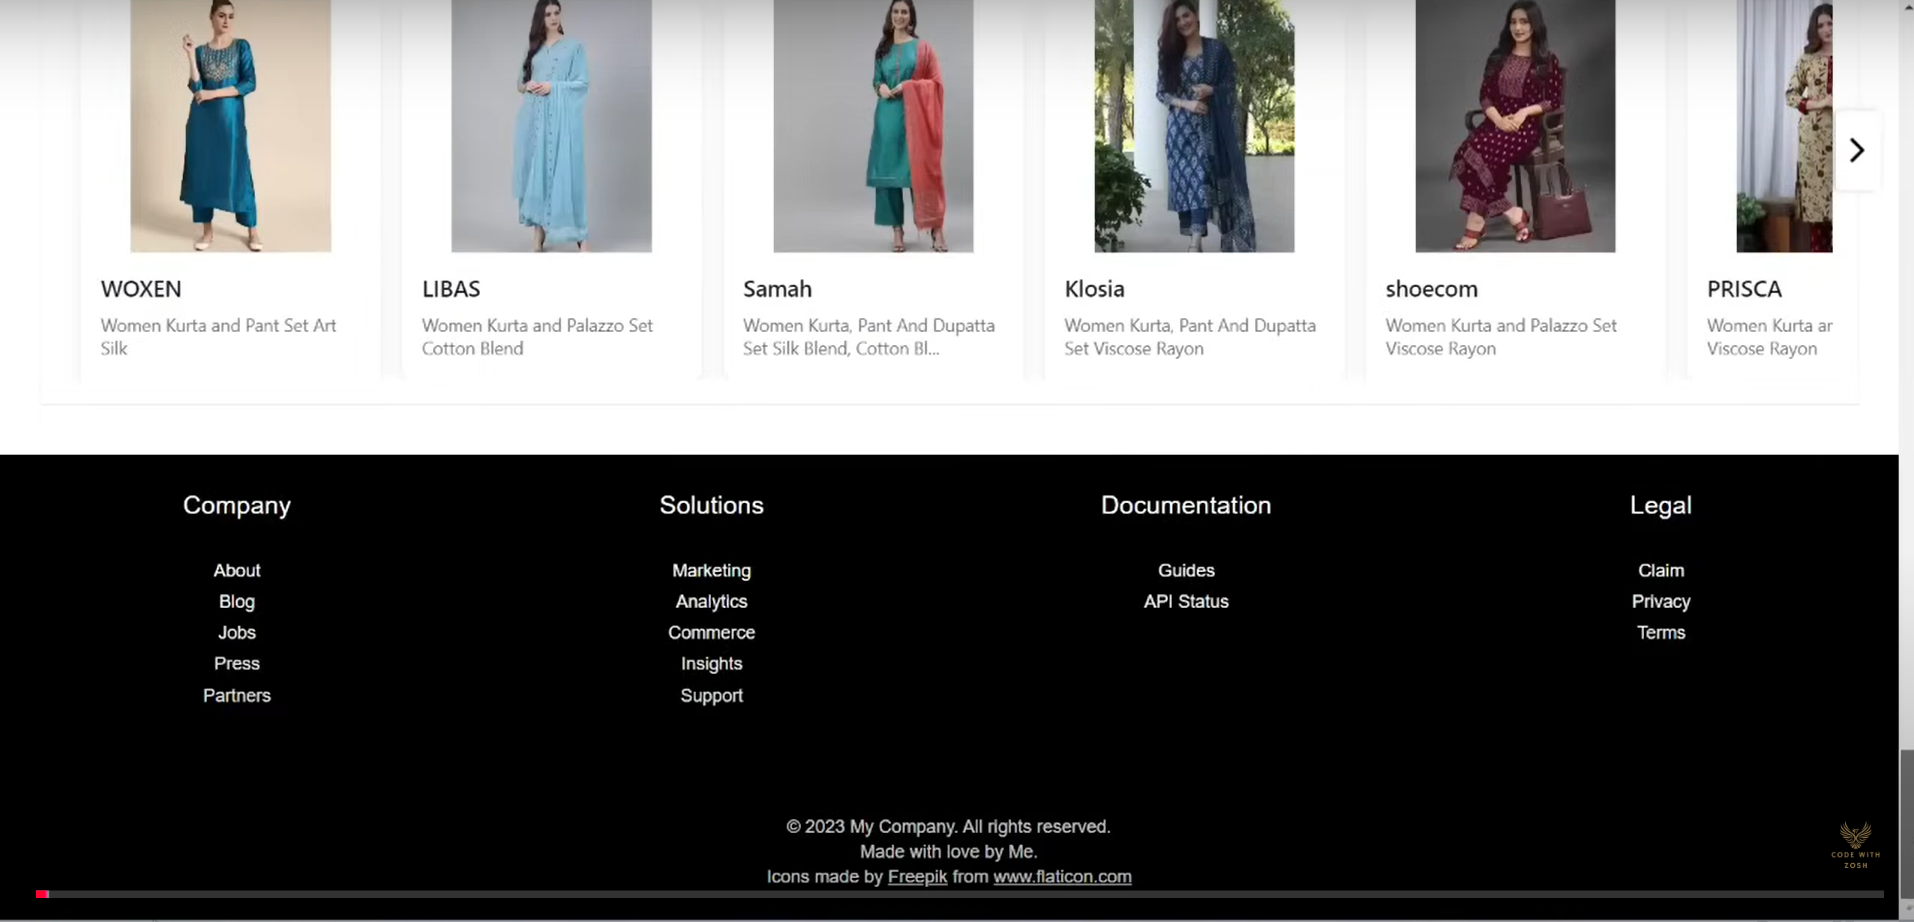 WOXEN
Women Kurta and Pant Set Art
Silk
LIBAS
Women Kurta and Palazzo Set
Cotton Blend
Samah
Women Kurta, Pant And Dupatta
Set Silk Blend, Cotton Bl...
Klosia
Women Kurta, Pant And Dupatta
Set Viscose Rayon
shoecom
Women Kurta and Palazzo Set
Viscose Rayon
PRISCA
Women Kurta ar
Viscose Rayon
Company
About
Blog
Jobs
Press
Partners
Solutions
Marketing
Analytics
Commerce
Insights
Support
Documentation
Guides
API Status
Legal
Claim
Privacy
Terms
© 2023 My Company. All rights reserved.
Made with love by Me.
Icons made by Freepik from www.flaticon.com
CODE WITH
ZOSH